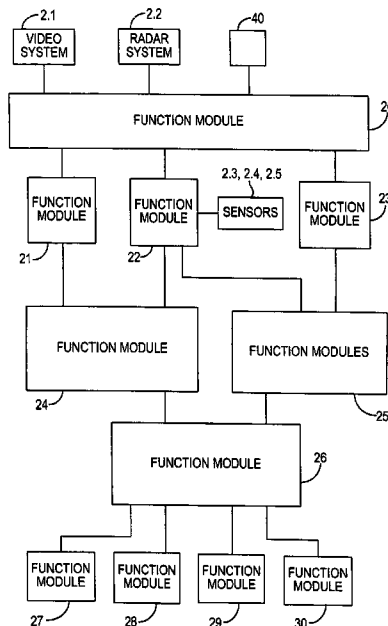 2.1
2.2
40
VIDEO
SYSTEM
RADAR
SYSTEM
FUNCTION MODULE
FUNCTION
MODULE
21
FUNCTION
MODULE
22
2.3, 2.4, 2.5
SENSORS
FUNCTION
MODULE
23
FUNCTION MODULE
24
FUNCTION MODULES
25
FUNCTION MODULE
26
FUNCTION
MODULE
27
FUNCTION
MODULE
28
FUNCTION
MODULE
29
FUNCTION
MODULE
30